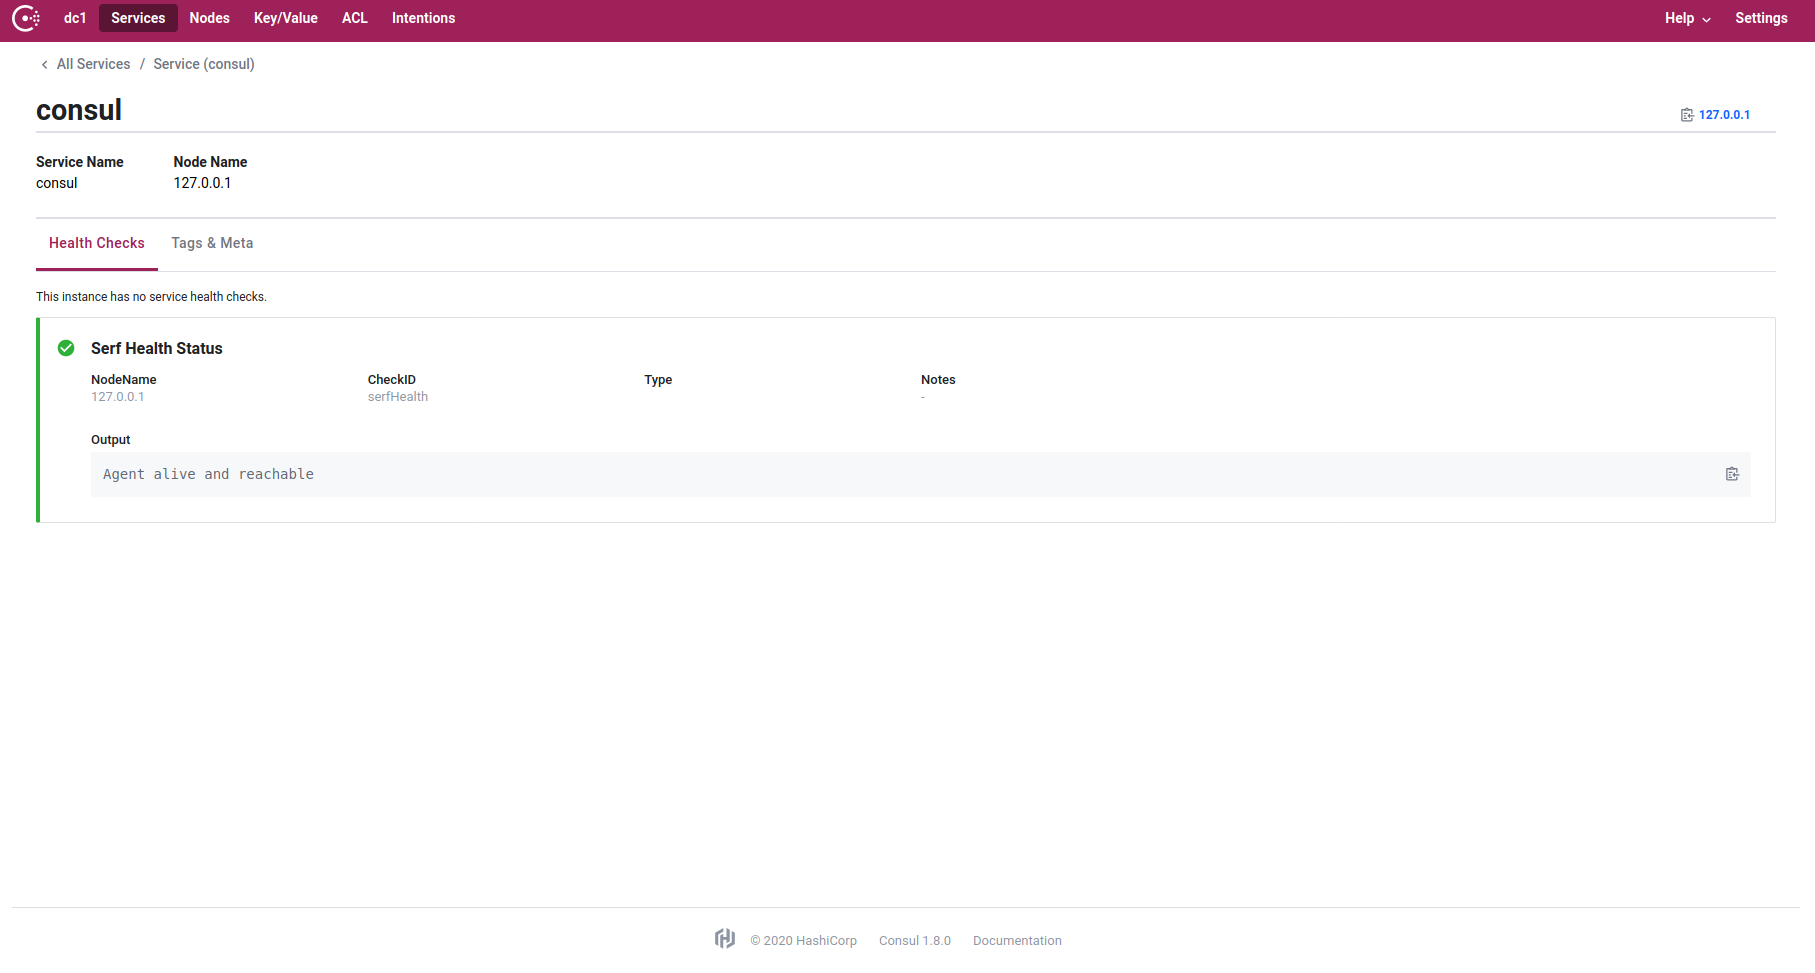 dc1 Services Nodes Key/Value ACL Intentions Help Settings
All Services / Service (consul)
consul
127.0.0.1
Service Name Node Name
consul 127.0.0.1
Health Checks Tags & Meta
This instance has no service health checks.
Serf Health Status
NodeName CheckID Type Notes
127.0.0.1 serfHealth -
Output
Agent alive and reachable
© 2020 HashiCorp Consul 1.8.0 Documentation